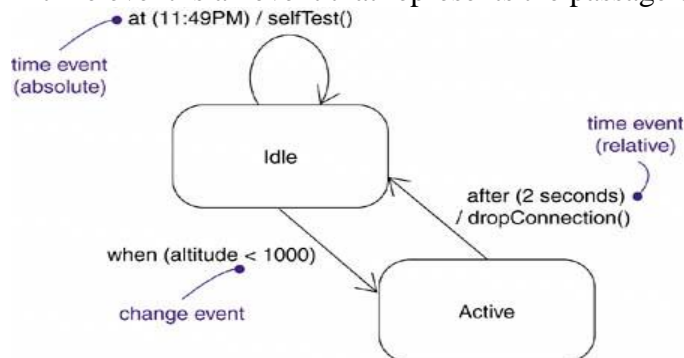 at (11:49PM) / selfTest()
time event
(absolute)
time event
(relative)
Idle
after (2 seconds)
/ dropConnection()
when (altitude < 1000)
change event
Active